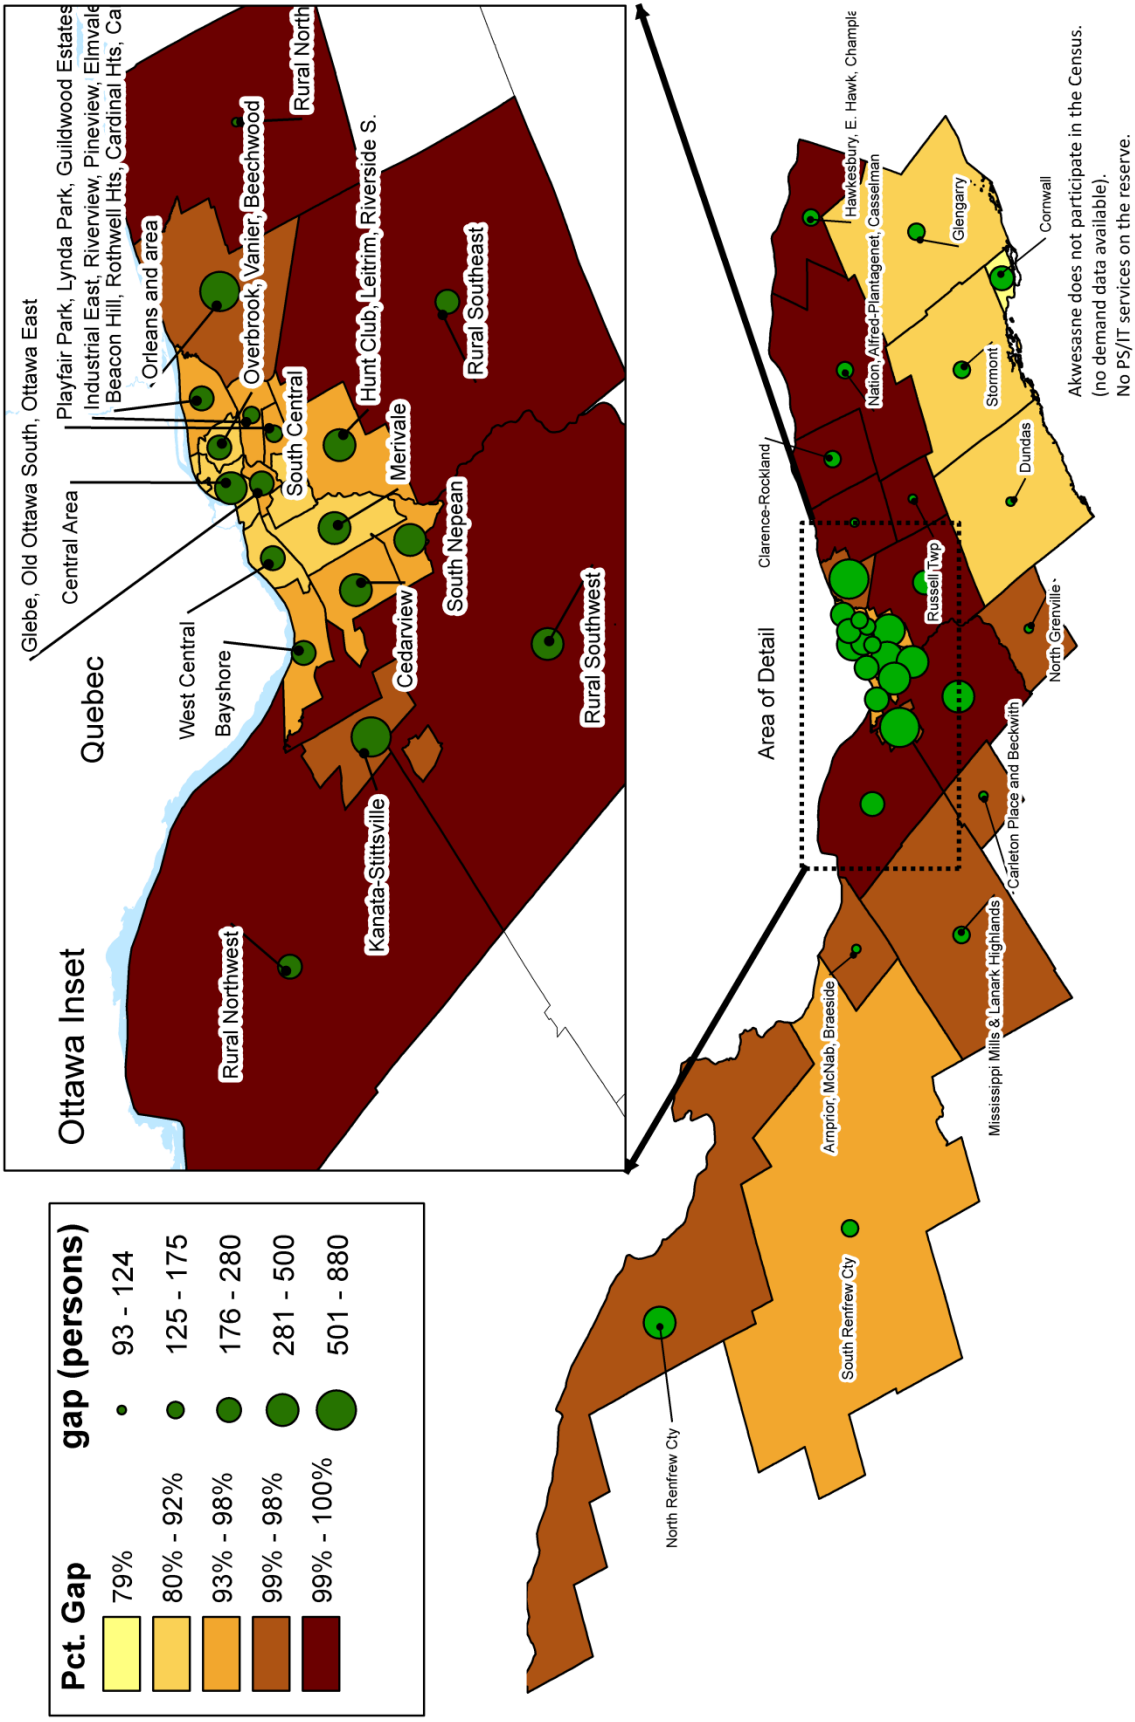 Pct. Gap
79%
80% - 92%
93% - 98%
99% - 98%
99% - 100%
gap (persons)
93 - 124
125 - 175
176 - 280
281 - 500
501 - 880
Ottawa Inset
Quebec
Glebe, Old Ottawa South, Ottawa East
Central Area
West Central
Bayshore
Playfair Park, Lynda Park, Guildwood Estates
Industrial East, Riverview, Pineview, Elmvale
Beacon Hill, Rothwell Hts, Cardinal Hts, Ca
Orleans and area
Overbrook, Vanier, Beechwood
Rural North
South Central
Hunt Club, Leitrim, Riverside S.
Merivale
Rural Southeast
South Nepean
Cedarview
Rural Southwest
Kanata-Stittsville
Rural Northwest
Area of Detail
Clarence-Rockland
Hawkesbury, E. Hawk, Champla
Nation, Alfred-Plantagenet, Casselman
Glengarry
Cornwall
Stormont
Dundas
Russell Twp
North Grenville
Carleton Place and Beckwith
Mississippi Mills & Lanark Highlands
Arnprior, McNab, Braeside
South Renfrew Cty
North Renfrew Cty
Akwesasne does not participate in the Census.
(no demand data available).
No PS/IT services on the reserve.